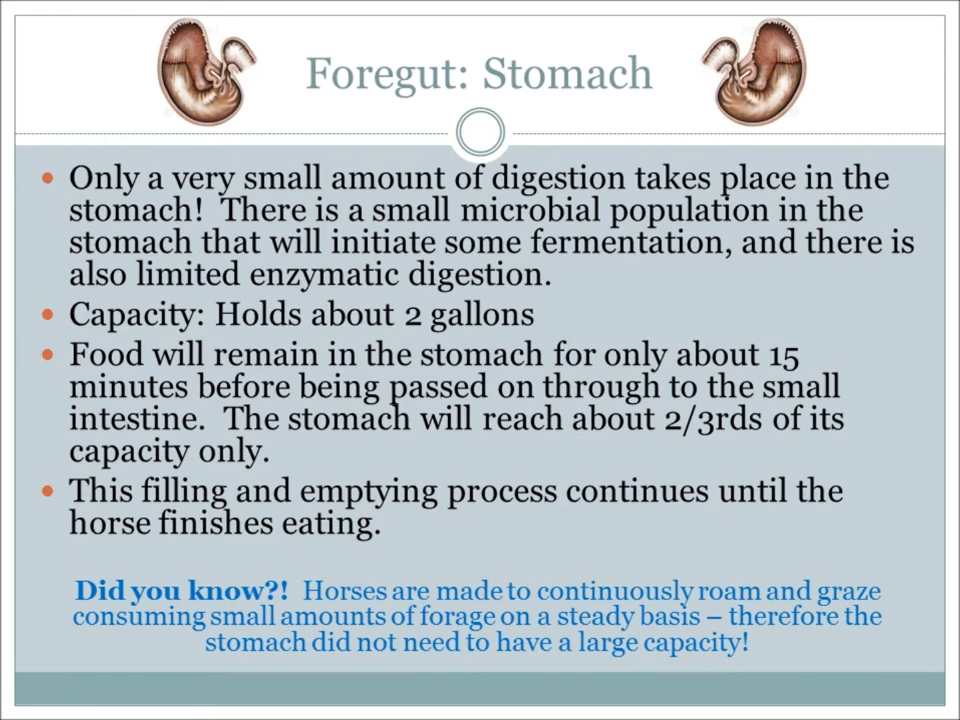 Foregut: Stomach
• Only a very small amount of digestion takes place in the
stomach!  There is a small microbial population in the
stomach that will initiate some fermentation, and there is
also limited enzymatic digestion.
• Capacity: Holds about 2 gallons
• Food will remain in the stomach for only about 15
minutes before being passed on through to the small
intestine.  The stomach will reach about 2/3rds of its
capacity only.
• This filling and emptying process continues until the
horse finishes eating.
Did you know?!  Horses are made to continuously roam and graze
consuming small amounts of forage on a steady basis – therefore the
stomach did not need to have a large capacity!